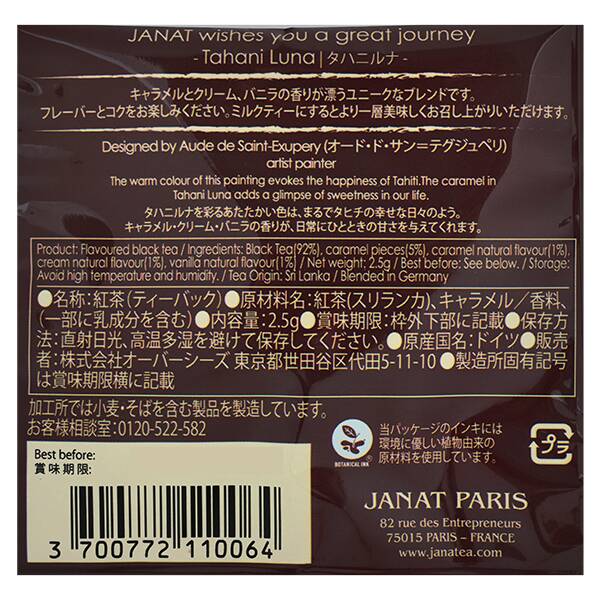 JANAT wishes you a great journey
- Tahani Luna | タハニルナ -
キャラメルとクリーム、バニラの香りが漂うユニークなブレンドです。
フレーバーとコクをお楽しみください。ミルクティーにするとより一層美味しくお召し上がりいただけます。
Designed by Aude de Saint-Exupery (オード・ド・サン=テグジュペリ)
artist painter
The warm colour of this painting evokes the happiness of Tahiti.The caramel in
Tahani Luna adds a glimpse of sweetness in our life.
タハニルナを彩るあたたかい色は、まるでタヒチの幸せな日々のよう。
キャラメル・クリーム・バニラの香りが、日常にひとときの甘さを与えてくれます。
Product: Flavoured black tea / Ingredients: Black Tea(92%), caramel pieces(5%), caramel natural flavour(1%),
cream natural flavour(1%), vanilla natural flavour(1%) / Net weight: 2.5g / Best before: See below. / Storage:
Avoid high temperature and humidity. / Tea Origin: Sri Lanka / Blended in Germany
●名称:紅茶(ティーバック) ●原材料名:紅茶(スリランカ)、キャラメル/香料、
(一部に乳成分を含む) ●内容量:2.5g ●賞味期限:枠外下部に記載 ●保存方
法:直射日光、高温多湿を避けて保存してください。●原産国名:ドイツ ●販売
者:株式会社オーバーシーズ 東京都世田谷区代田5-11-10 ●製造所固有記号
は賞味期限横に記載
加工所では小麦・そばを含む製品を製造しています。
お客様相談室:0120-522-582
Best before:
賞味期限:
BOTANICAL INK
当パッケージのインキには
環境に優しい植物由来の
原材料を使用しています。
プラ
3 700772 110064
JANAT PARIS
82 rue des Entrepreneurs
75015 PARIS – FRANCE
www.janatea.com